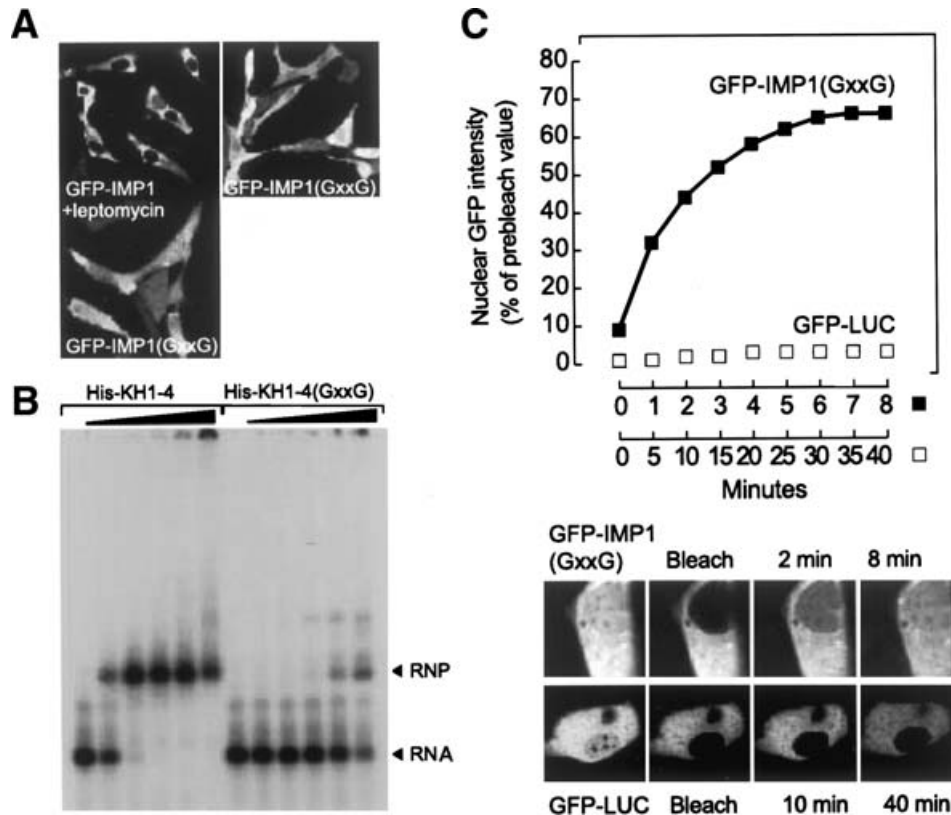 A
GFP-IMP1
+leptomycin
GFP-IMP1(GxxG)
GFP-IMP1(GxxG)
B
His-KH1-4 His-KH1-4(GxxG)
RNP
RNA
C
Nuclear GFP intensity
(% of prebleach value)
80
70
60
50
40
30
20
10
0
GFP-IMP1(GxxG)
GFP-LUC
0 1 2 3 4 5 6 7 8
0 5 10 15 20 25 30 35 40
Minutes
GFP-IMP1
(GxxG) Bleach 2 min 8 min
GFP-LUC Bleach 10 min 40 min